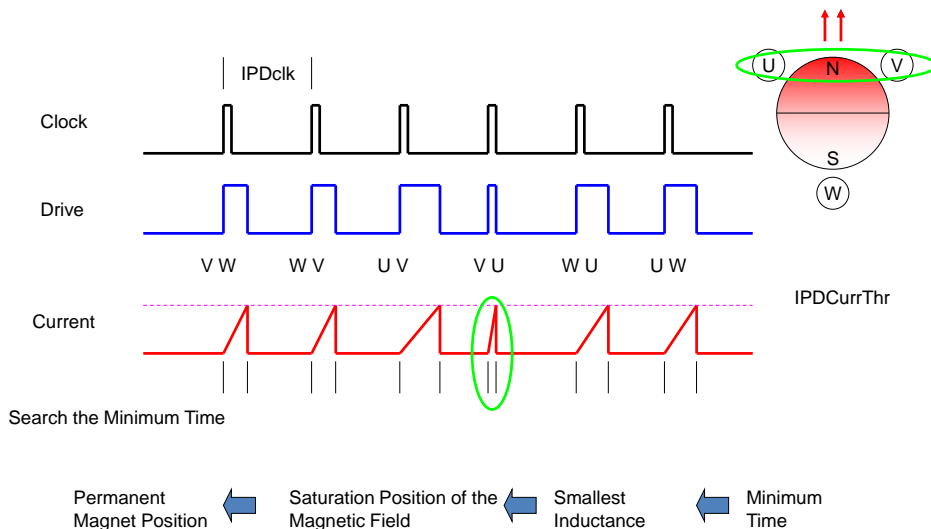 IPDclk
U
N
V
Clock
S
W
Drive
V W
W V
U V
V U
W U
U W
IPDCurrThr
Current
Search the Minimum Time
Permanent
Magnet Position
Saturation Position of the
Magnetic Field
Smallest
Inductance
Minimum
Time